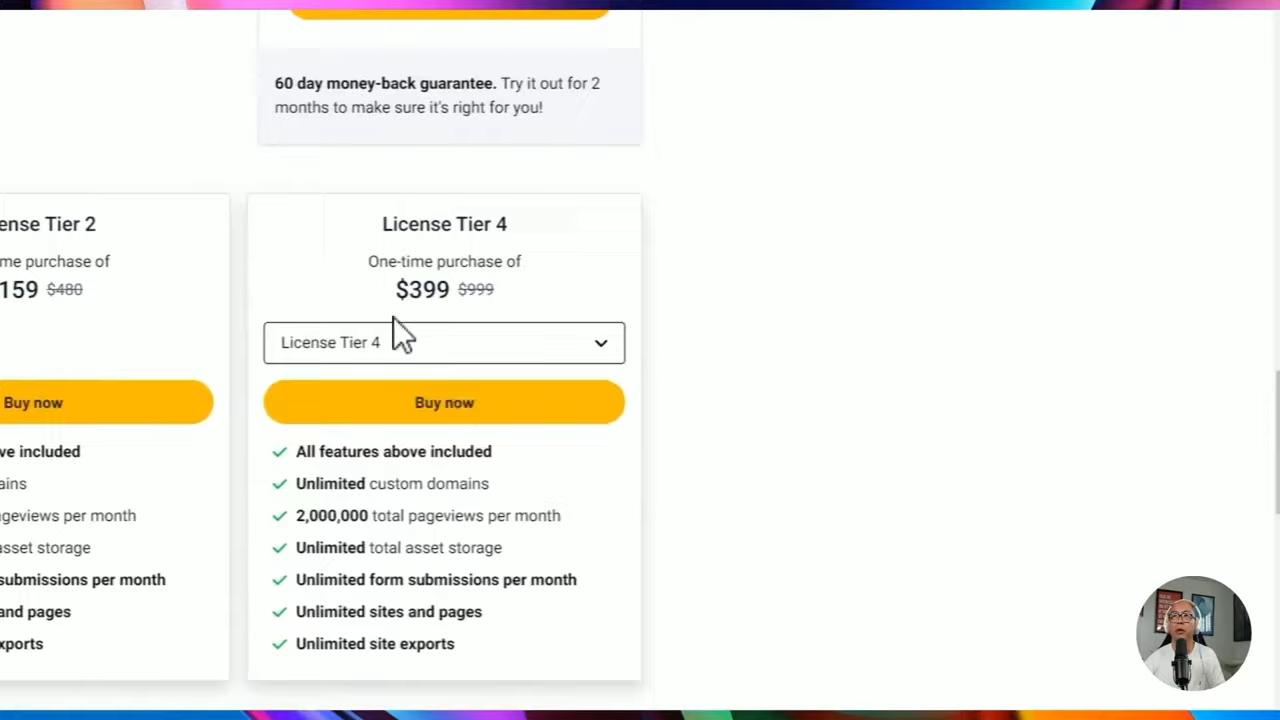 60 day money-back guarantee. Try it out for 2
months to make sure it's right for you!
ense Tier 2
me purchase of
159 $480
Buy now
ve included
ains
geviews per month
asset storage
submissions per month
and pages
xports
License Tier 4
One-time purchase of
$399 $999
License Tier 4
Buy now
All features above included
Unlimited custom domains
2,000,000 total pageviews per month
Unlimited total asset storage
Unlimited form submissions per month
Unlimited sites and pages
Unlimited site exports